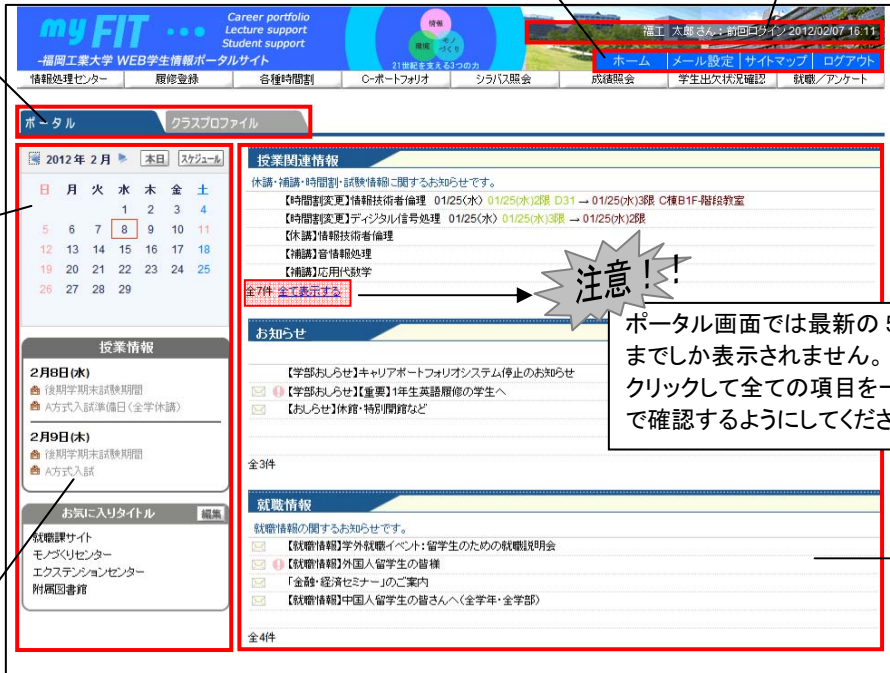 my FIT
Career portfolio
Lecture support
Student support
-福岡工業大学 WEB学生情報ポータルサイト
情報
環境
モノづくり
21世紀を支える3つの力
福工 太郎さん：前回ログイン 2012/02/07 16:11
ホーム メール設定 サイトマップ ログアウト
情報処理センター 履修登録 各種時間割 C-ポートフォリオ シラバス照会 成績照会 学生出欠状況確認 就職／アンケート
ポータル クラスプロファイル
2012年 2月 本日 スケジュール
日 月 火 水 木 金 土
1 2 3 4
5 6 7 8 9 10 11
12 13 14 15 16 17 18
19 20 21 22 23 24 25
26 27 28 29
授業情報
2月8日(水)
後期学期末試験期間
A方式入試準備日(全学休講)
2月9日(木)
後期学期末試験期間
A方式入試
お気に入りタイトル 編集
就職課サイト
モノづくりセンター
エクステンションセンター
附属図書館
授業関連情報
休講・補講・時間割・試験情報に関するお知らせです。
【時間割変更】情報技術者倫理 01/25(水) 01/25(水)2限 D31 → 01/25(水)3限 C棟B1F-階段教室
【時間割変更】ディジタル信号処理 01/25(水) 01/25(水)3限 → 01/25(水)2限
【休講】情報技術者倫理
【補講】音情報処理
【補講】応用代数学
全7件 全て表示する
注意！！
ポータル画面では最新の 5
までしか表示されません。
クリックして全ての項目を一
で確認するようにしてくださ
お知らせ
【学部おしらせ】キャリアポートフォリオシステム停止のお知らせ
【学部おしらせ】【重要】1年生英語履修の学生へ
【おしらせ】休館・特別開館など
全3件
就職情報
就職情報の関するお知らせです。
【就職情報】学外就職イベント：留学生のための就職説明会
【就職情報】外国人留学生の皆様
「金融・経済セミナー」のご案内
【就職情報】中国人留学生の皆さんへ(全学年・全学部)
全4件